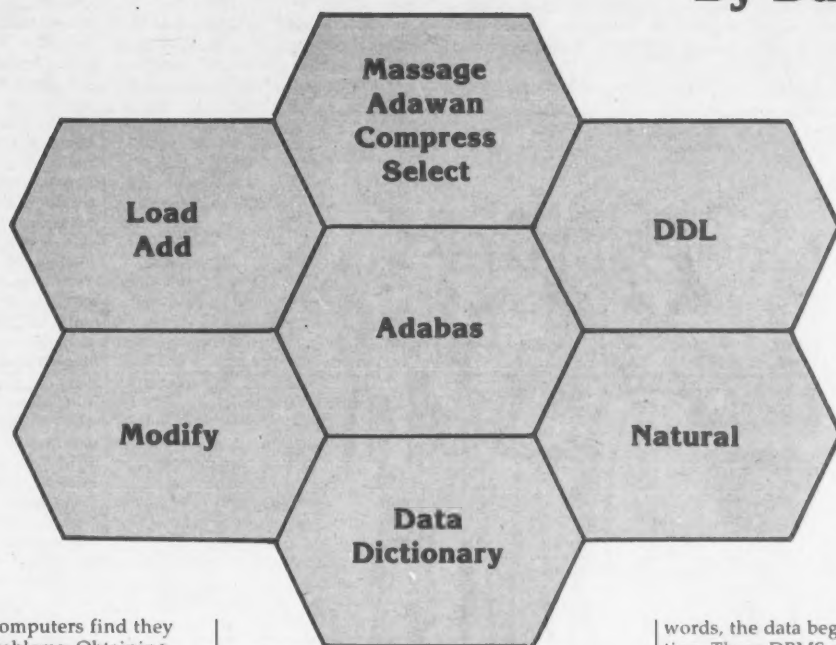 By
Massage
Adawan
Compress
Select
Load
Add
DDL
Adabas
Modify
Natural
Data
Dictionary
omputers find they
words, the data beg